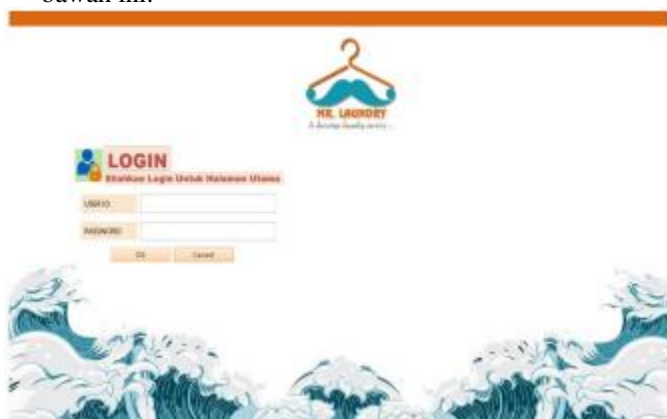 bawah ini:
MR. LAUNDRY
LOGIN
Silahkan Login Untuk Halaman Utama
USER ID
PASSWORD
OK Cancel